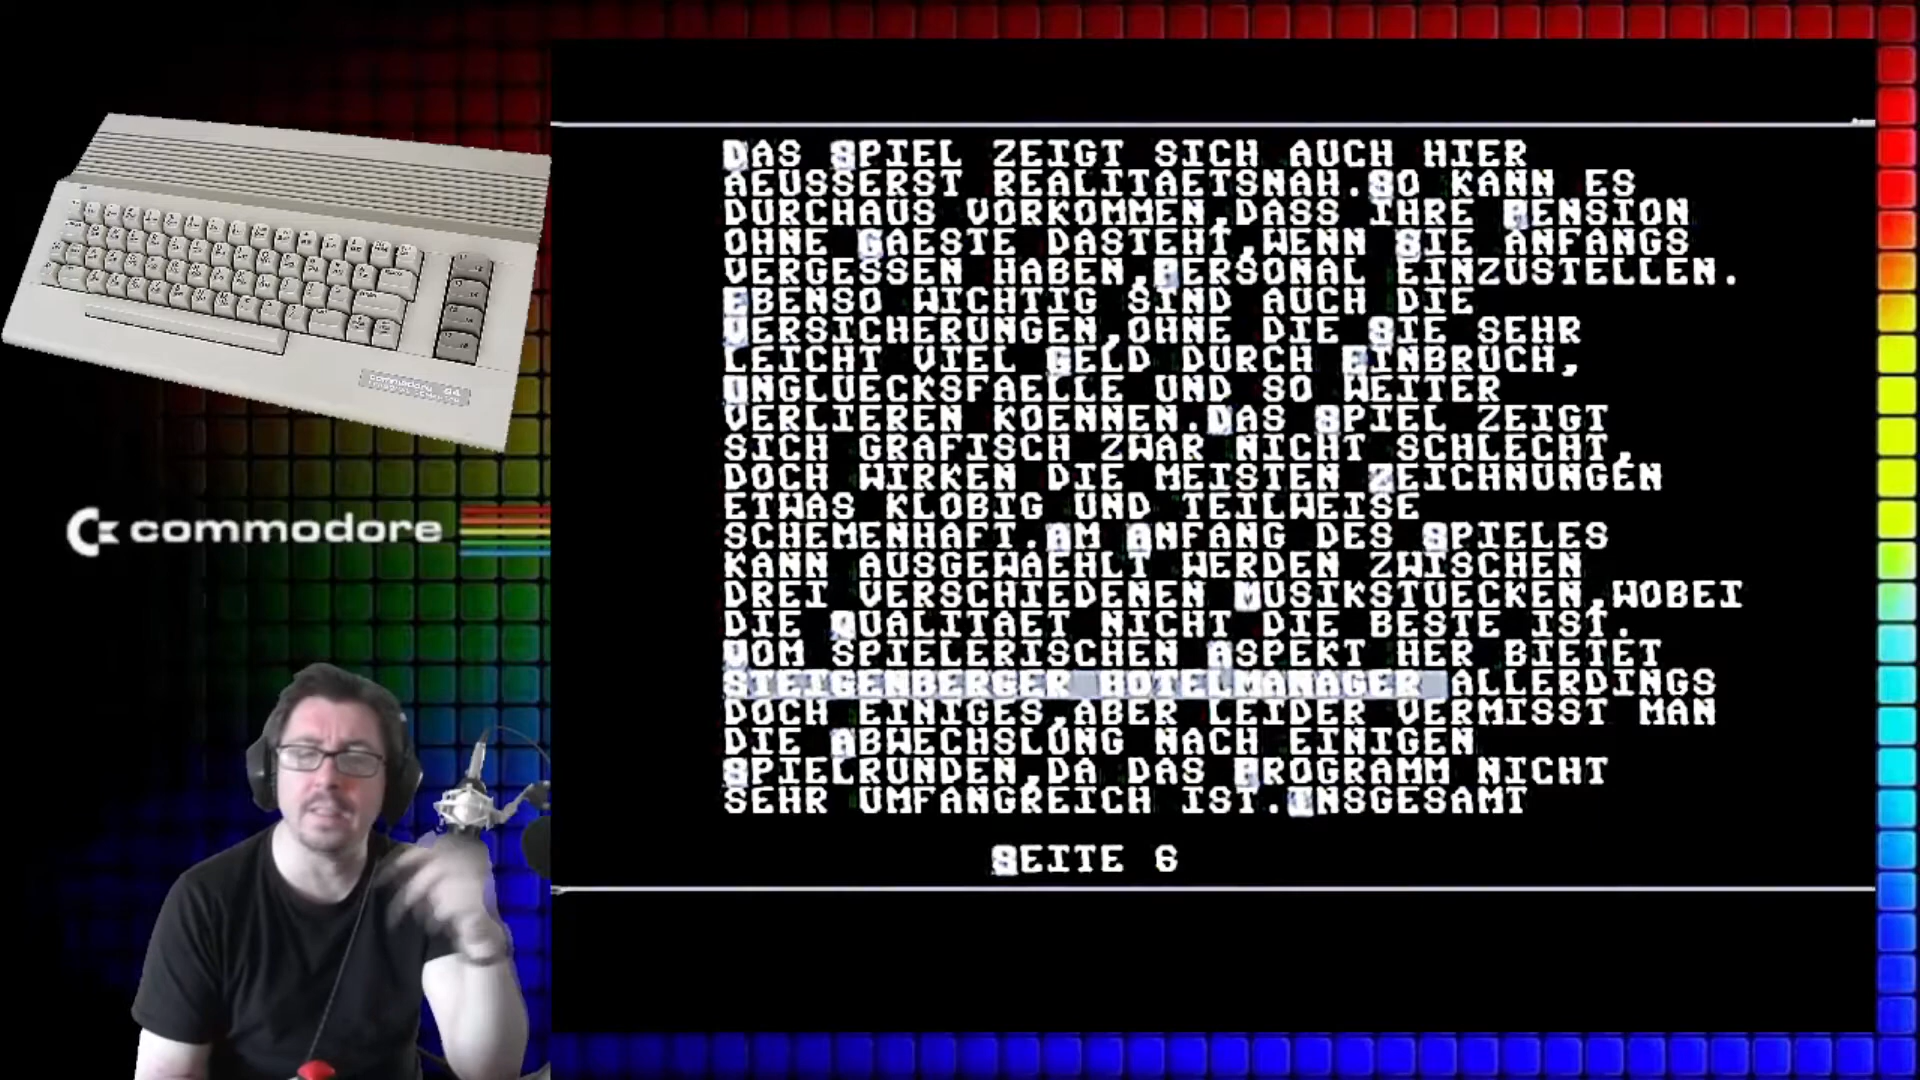 commodore 64
commodore
DAS SPIEL ZEIGT SICH AUCH HIER
AEUSSERST REALITAETSNAH.SO KANN ES
DURCHAUS VORKOMMEN,DASS IHRE PENSION
OHNE GAESTE DASTEHT,WENN SIE ANFANGS
VERGESSEN HABEN,PERSONAL EINZUSTELLEN.
EBENSO WICHTIG SIND AUCH DIE
VERSICHERUNGEN,OHNE DIE SIE SEHR
LEICHT VIEL GELD DURCH EINBRUCH,
UNGLUECKSFAELLE UND SO WEITER
VERLIEREN KOENNEN.DAS SPIEL ZEIGT
SICH GRAFISCH ZWAR NICHT SCHLECHT,
DOCH WIRKEN DIE MEISTEN ZEICHNUNGEN
ETWAS KLOBIG UND TEILWEISE
SCHEMENHAFT.AM ANFANG DES SPIELES
KANN AUSGEWAEHLT WERDEN ZWISCHEN
DREI VERSCHIEDENEN MUSIKSTUECKEN,WOBEI
DIE QUALITAET NICHT DIE BESTE IST.
VOM SPIELERISCHEN ASPEKT HER BIETET
STEIGENBERGER HOTELMANAGER ALLERDINGS
DOCH EINIGES,ABER LEIDER VERMISST MAN
DIE ABWECHSLUNG NACH EINIGEN
SPIELRUNDEN,DA DAS PROGRAMM NICHT
SEHR UMFANGREICH IST.INSGESAMT
SEITE 6